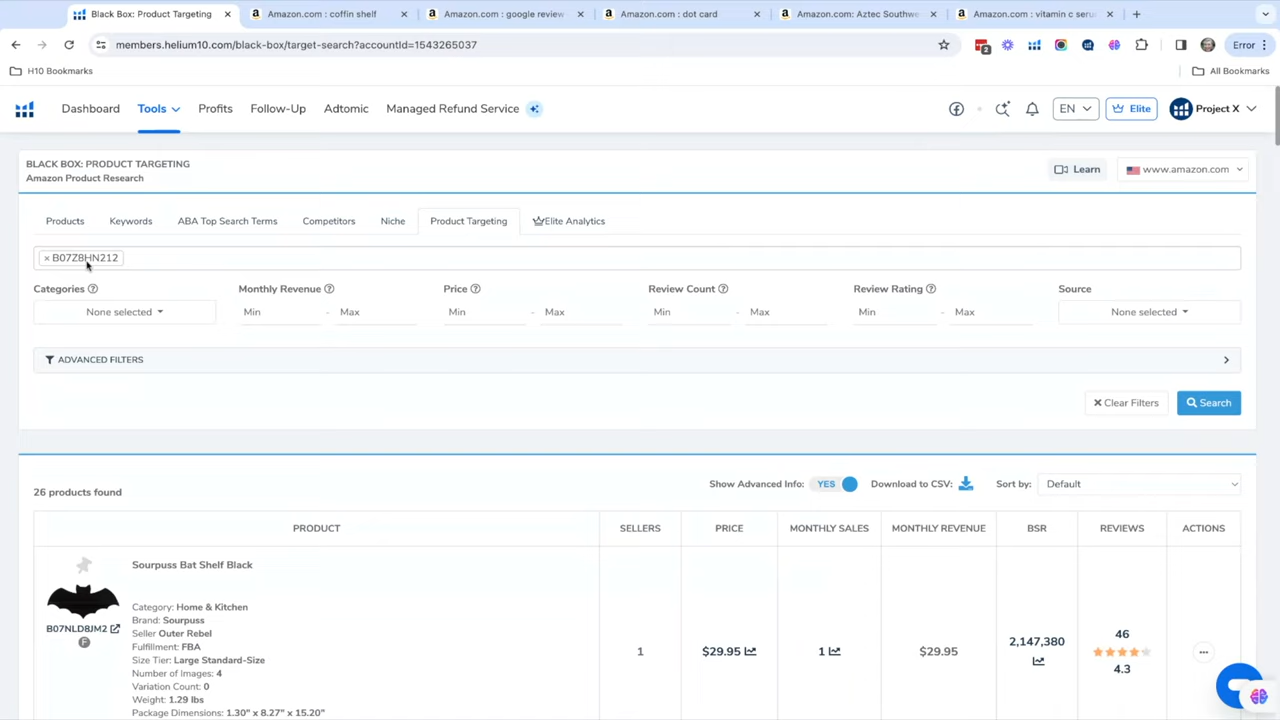 Black Box: Product Targeting
Amazon.com : coffin shelf
Amazon.com : google review
Amazon.com : dot card
Amazon.com: Aztec Southwe
Amazon.com : vitamin c seru
members.helium10.com/black-box/target-search?accountId=1543265037
2
Error
H10 Bookmarks
All Bookmarks
Dashboard
Tools
Profits
Follow-Up
Adtomic
Managed Refund Service
EN
Elite
Project X
BLACK BOX: PRODUCT TARGETING
Amazon Product Research
Learn
www.amazon.com
Products
Keywords
ABA Top Search Terms
Competitors
Niche
Product Targeting
Elite Analytics
× B07Z8HN212
Categories
Monthly Revenue
Price
Review Count
Review Rating
Source
None selected
Min - Max
Min - Max
Min - Max
Min - Max
None selected
ADVANCED FILTERS
Clear Filters
Search
26 products found
Show Advanced Info: YES
Download to CSV:
Sort by: Default
PRODUCT
SELLERS
PRICE
MONTHLY SALES
MONTHLY REVENUE
BSR
REVIEWS
ACTIONS
Sourpuss Bat Shelf Black
B07NLD8JM2
F
Category: Home & Kitchen
Brand: Sourpuss
Seller Outer Rebel
Fulfillment: FBA
Size Tier: Large Standard-Size
Number of Images: 4
Variation Count: 0
Weight: 1.29 lbs
Package Dimensions: 1.30" x 8.27" x 15.20"
1
$29.95
1
$29.95
2,147,380
46
4.3